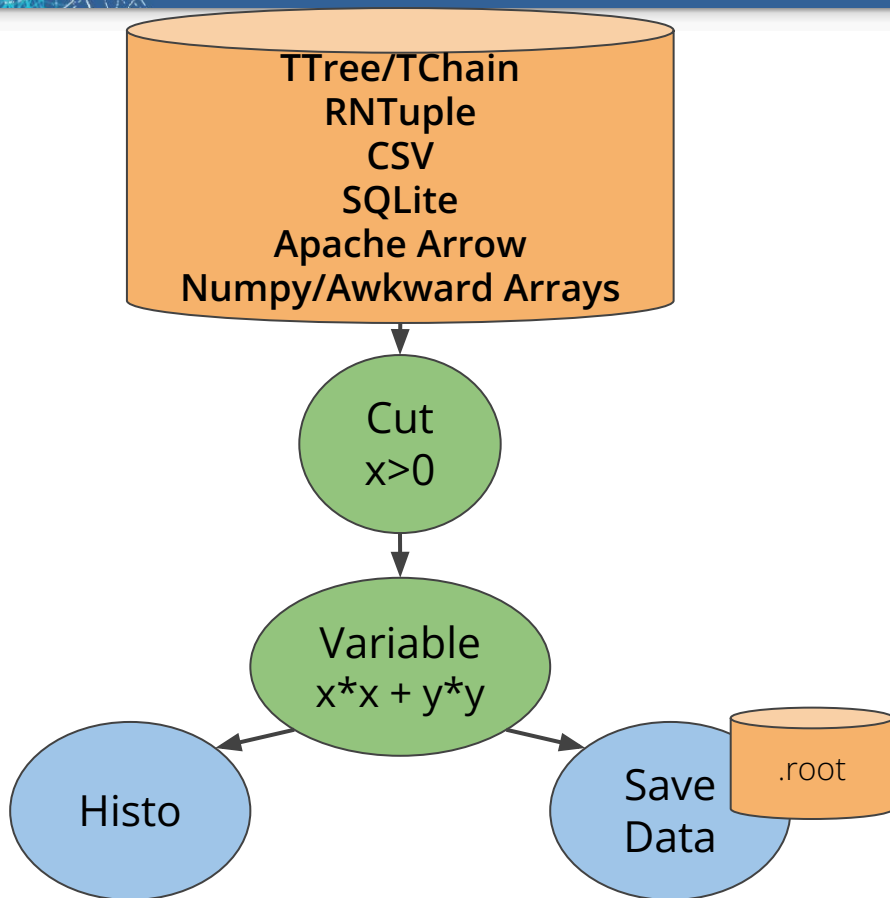 TTree/TChain
RNTuple
CSV
SQLite
Apache Arrow
Numpy/Awkward Arrays
Cut
x>0
Variable
x*x + y*y
Histo
Save
Data
.root